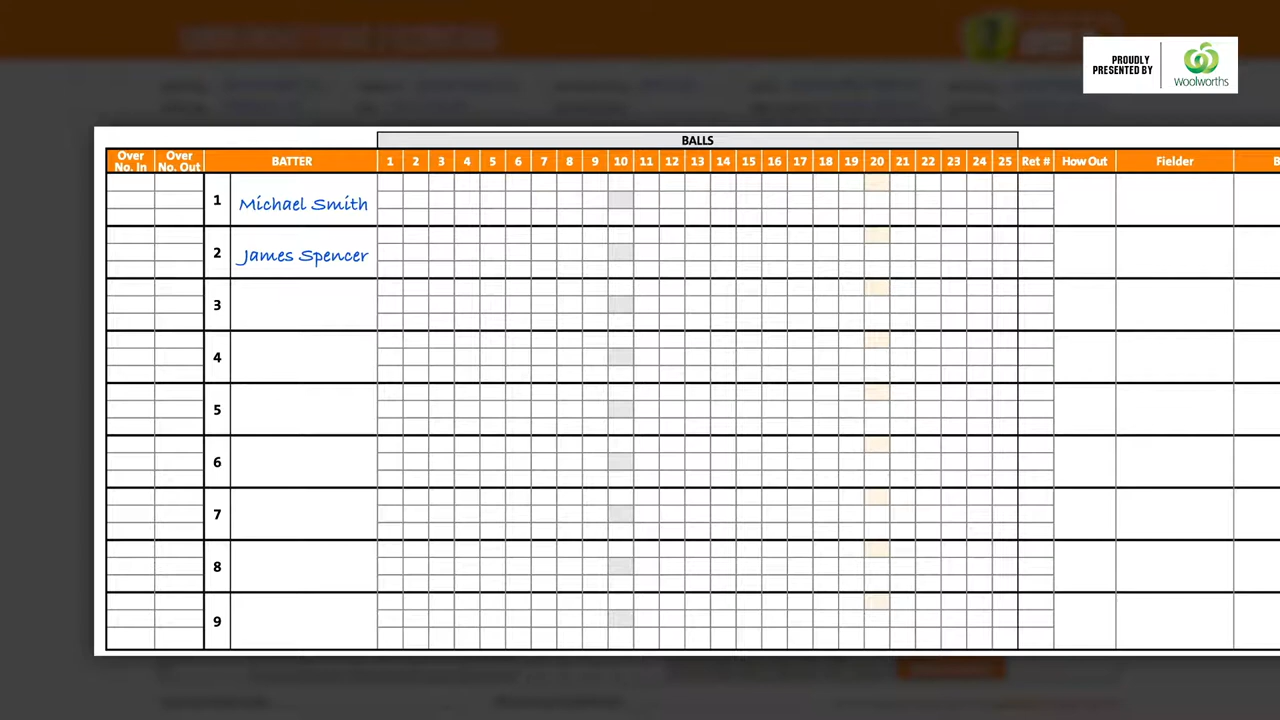 PROUDLY
PRESENTED BY
Woolworths
BALLS
Over No. In Over No. Out BATTER 1 2 3 4 5 6 7 8 9 10 11 12 13 14 15 16 17 18 19 20 21 22 23 24 25 Ret # How Out Fielder B
1 Michael Smith
2 James Spencer
3
4
5
6
7
8
9